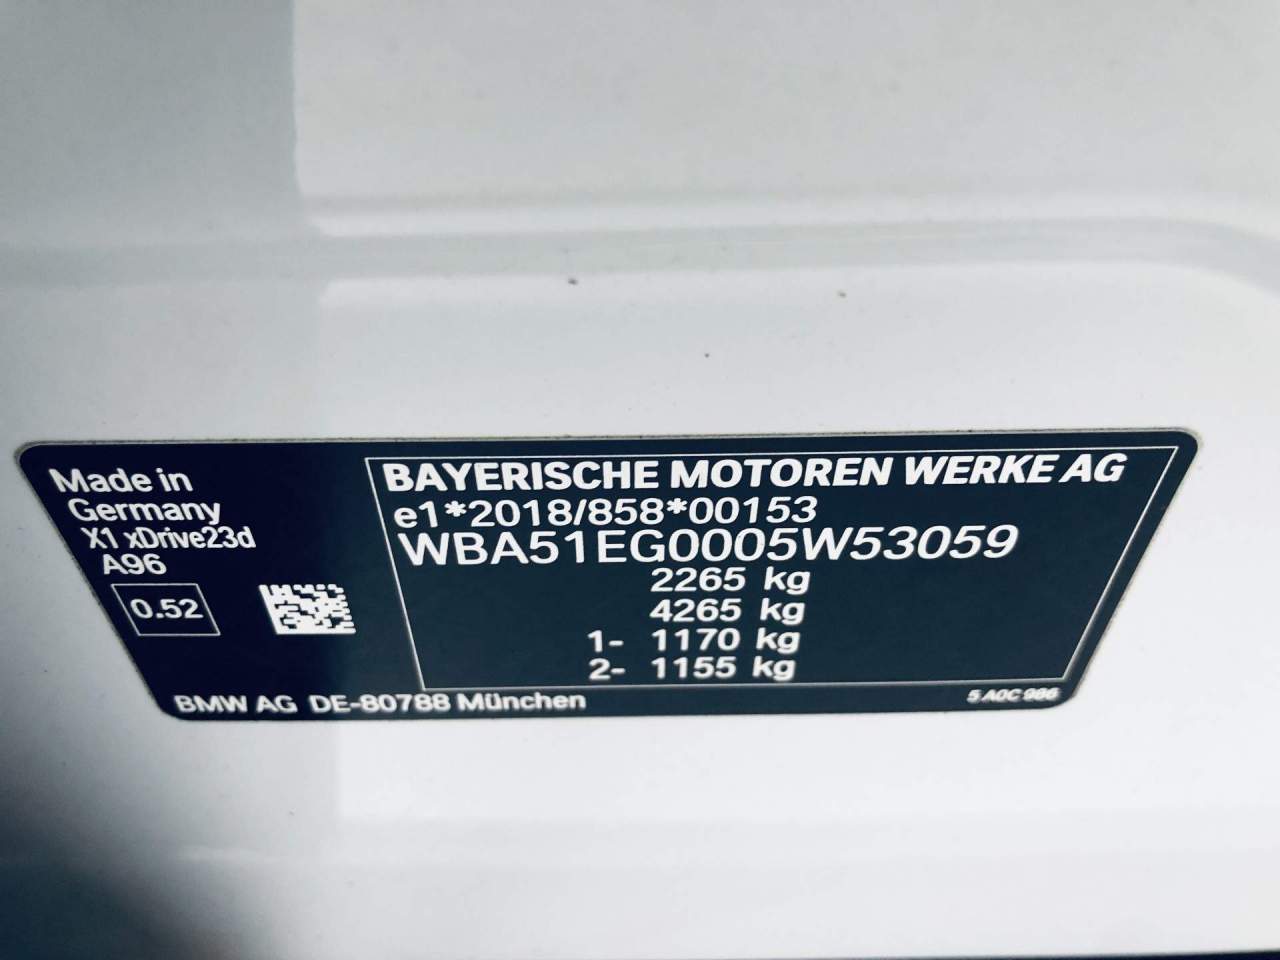 Made in
Germany
X1 xDrive23d
A96
0.52
BAYERISCHE MOTOREN WERKE AG
e1*2018/858*00153
WBA51EG0005W53059
2265 kg
4265 kg
1- 1170 kg
2- 1155 kg
BMW AG DE-80788 München
5 A0C 986